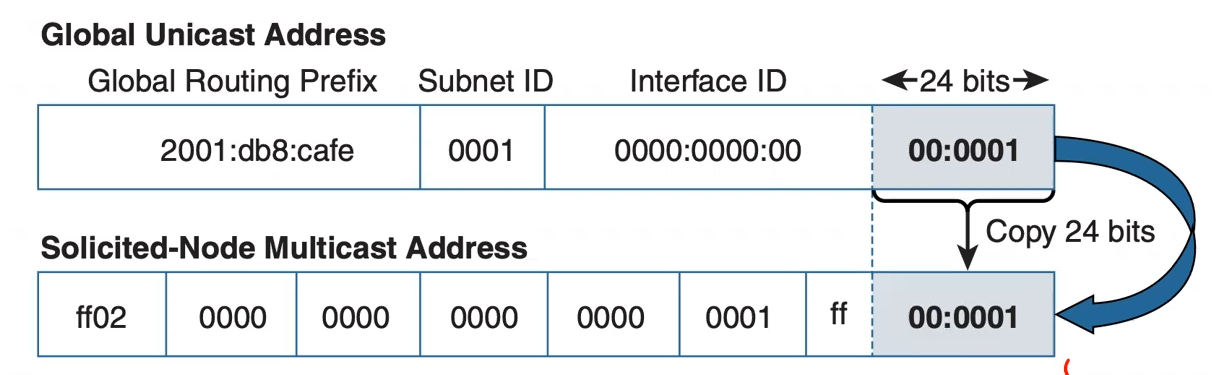 Global Unicast Address
Global Routing Prefix Subnet ID Interface ID 24 bits
2001:db8:cafe 0001 0000:0000:00 00:0001
Copy 24 bits
Solicited-Node Multicast Address
ff02 0000 0000 0000 0000 0001 ff 00:0001